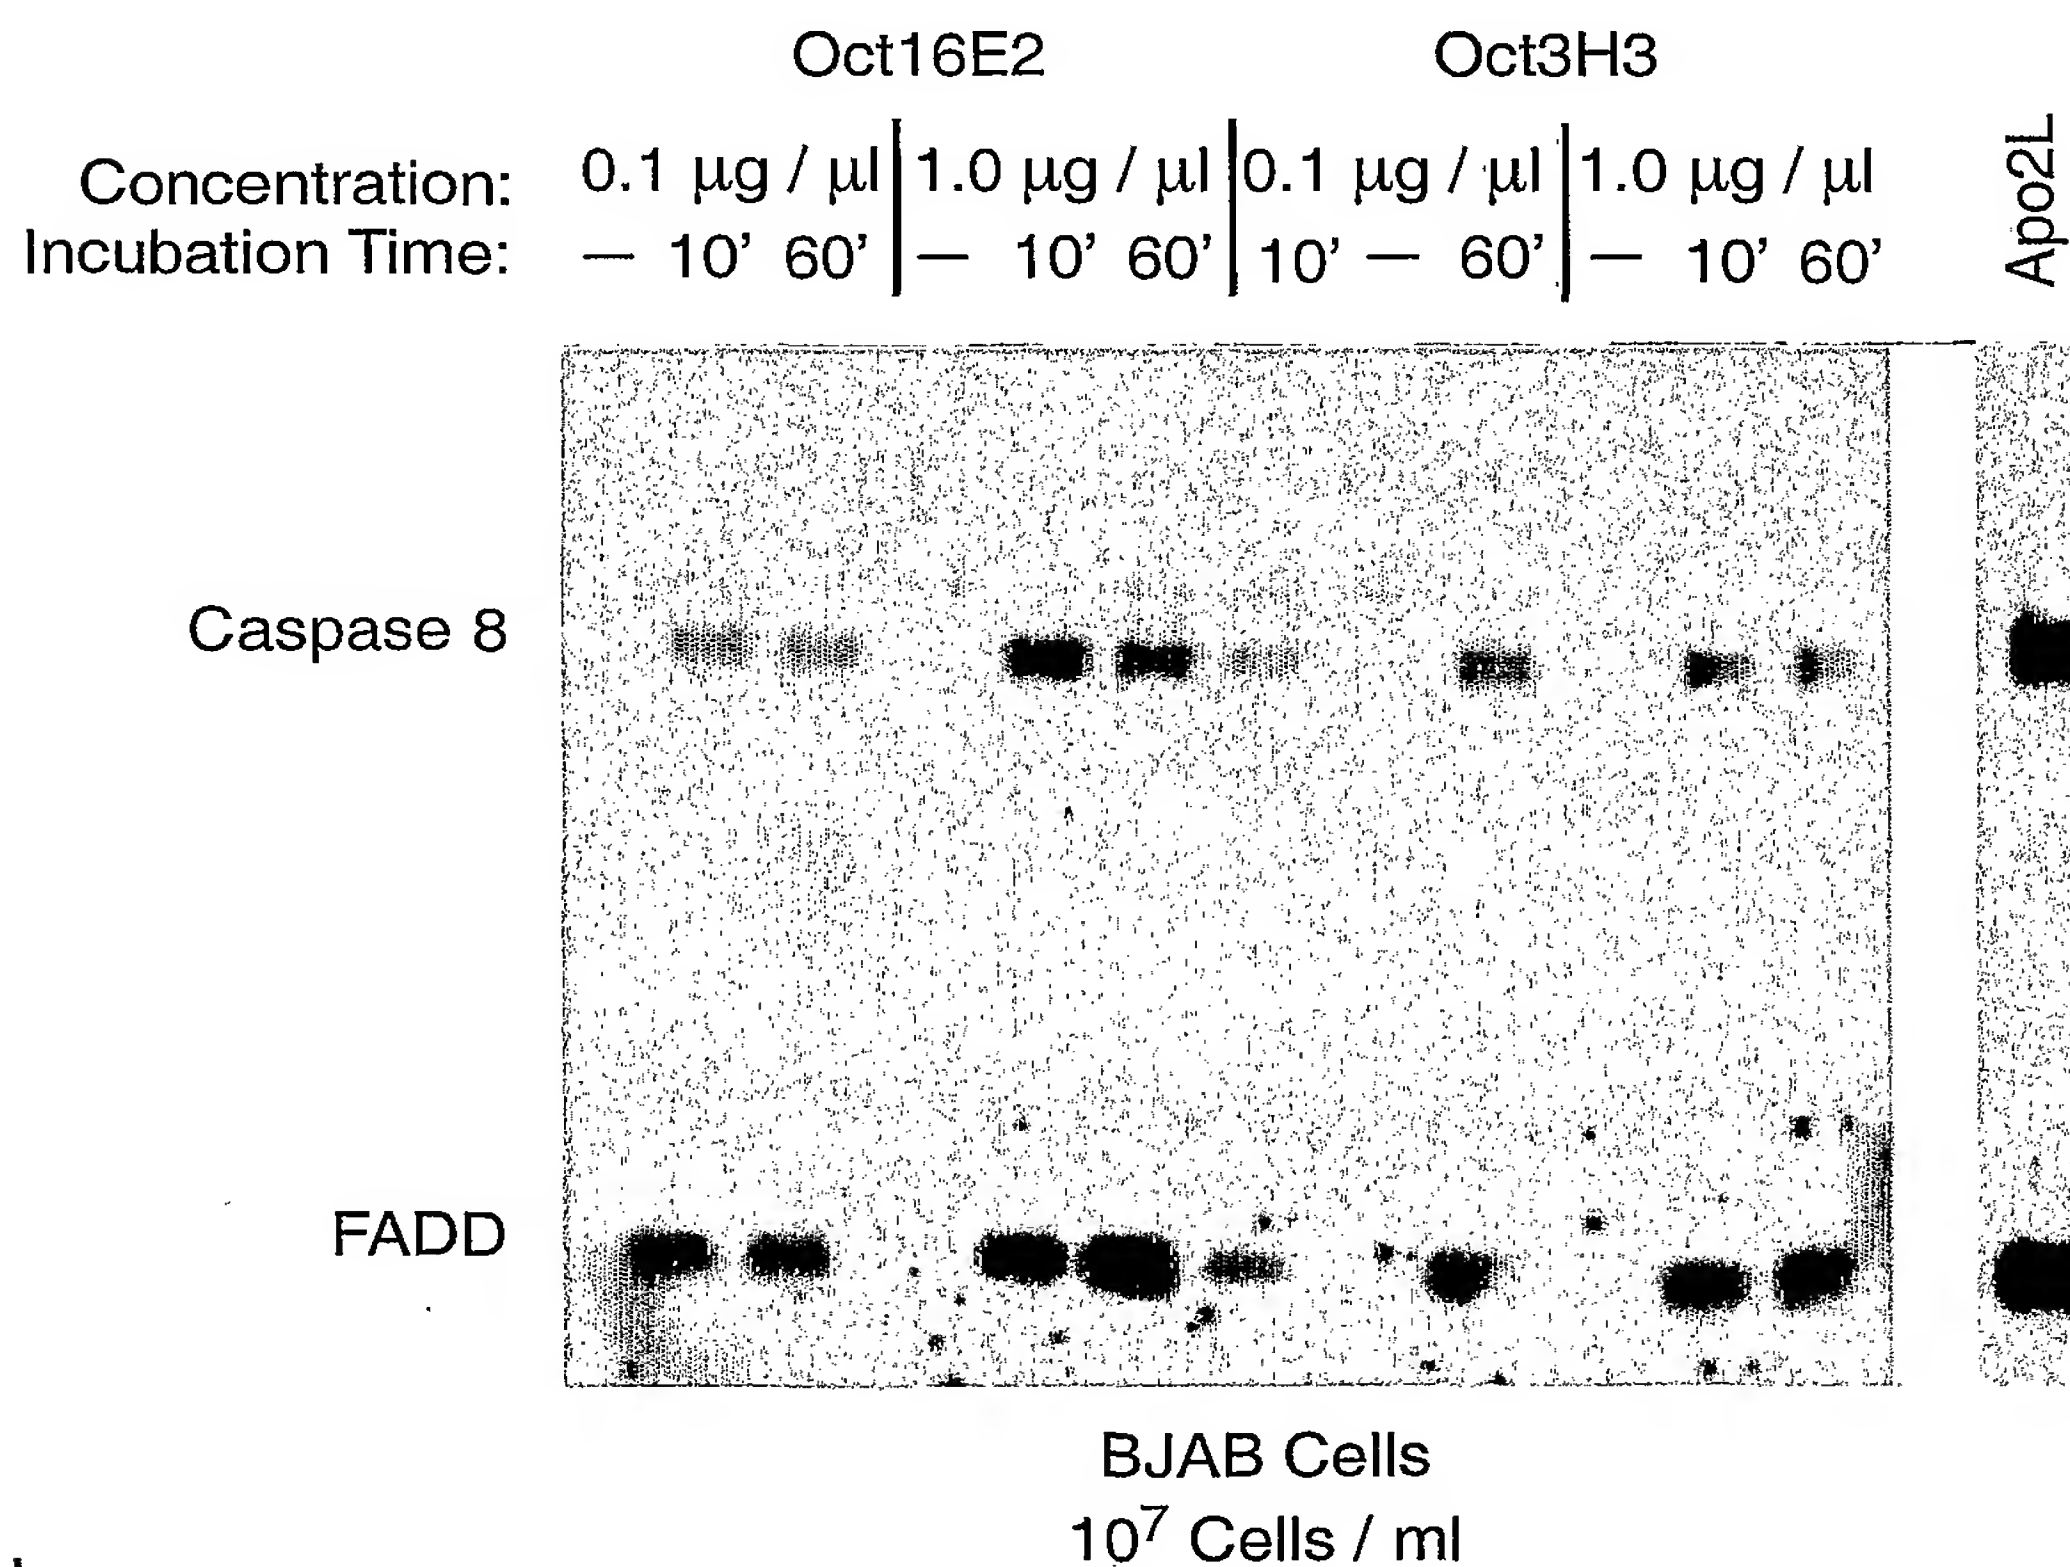 Oct16E2 Oct3H3
Apo2L
Concentration: 0.1 µg / µl 1.0 µg / µl 0.1 µg / µl 1.0 µg / µl
Incubation Time: — 10’ 60’ — 10’ 60’ 10’ — 60’ — 10’ 60’
Caspase 8
FADD
BJAB Cells
10⁷ Cells / ml